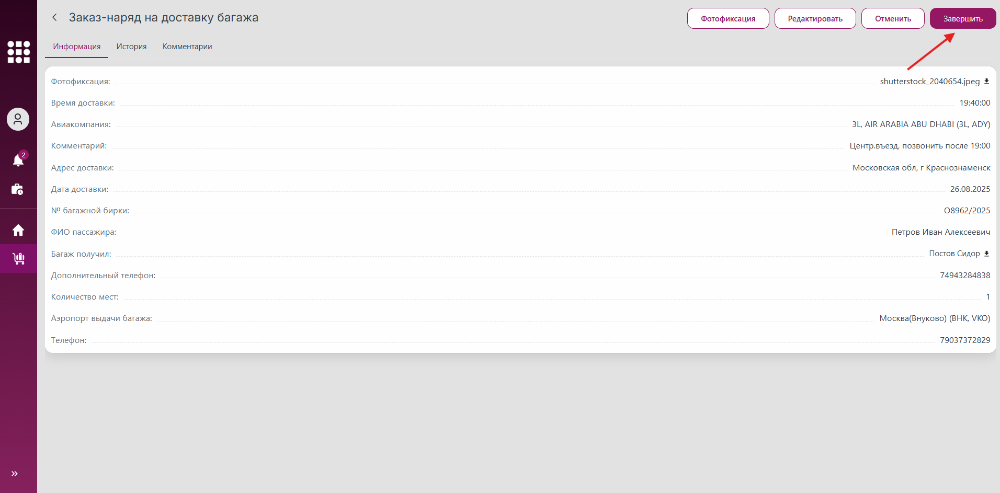 Заказ-наряд на доставку багажа
Фотофиксация
Редактировать
Отменить
Завершить
Информация
История
Комментарии
Фотофиксация: shutterstock_2040654.jpeg
Время доставки: 19:40:00
Авиакомпания: 3L, AIR ARABIA ABU DHABI (3L, ADY)
2
Комментарий: Центр.въезд, позвонить после 19:00
Адрес доставки: Московская обл, г Краснознаменск
Дата доставки: 26.08.2025
№ багажной бирки: О8962/2025
ФИО пассажира: Петров Иван Алексеевич
Багаж получил: Постов Сидор
Дополнительный телефон: 74943284838
Количество мест: 1
Аэропорт выдачи багажа: Москва(Внуково) (ВНК, VKO)
Телефон: 79037372829